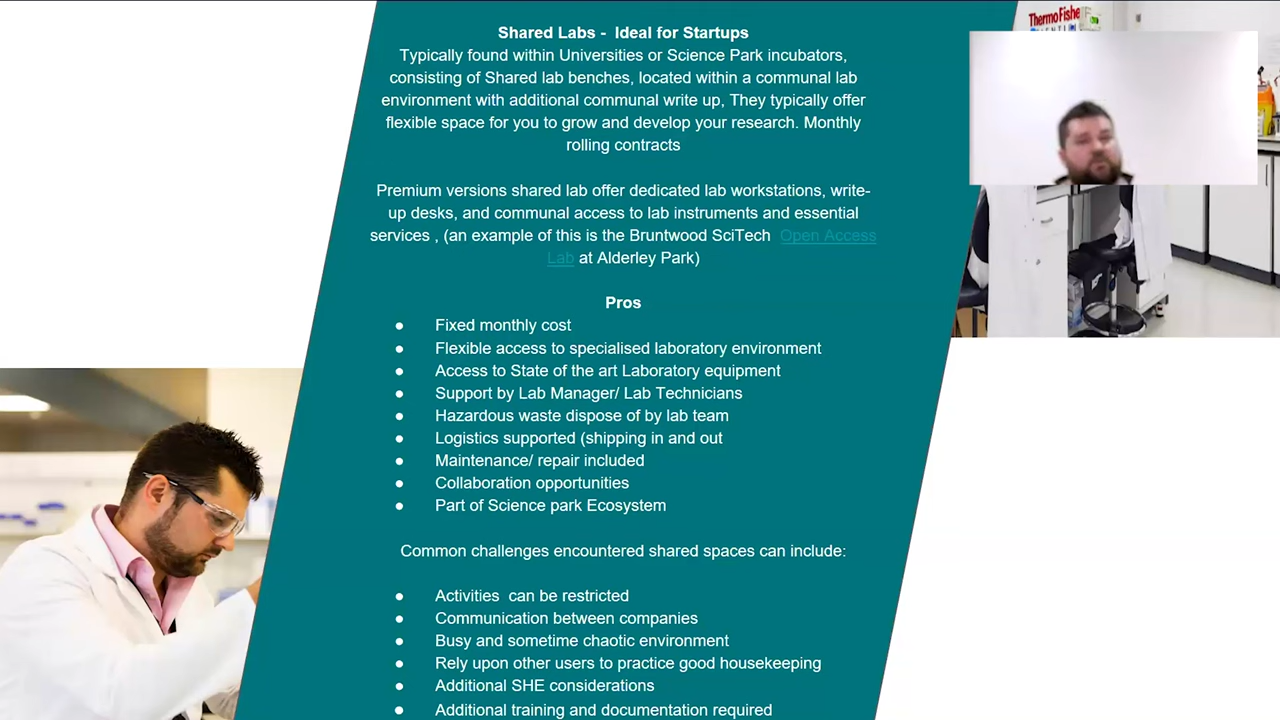 Shared Labs -  Ideal for Startups
Typically found within Universities or Science Park incubators,
consisting of Shared lab benches, located within a communal lab
environment with additional communal write up, They typically offer
flexible space for you to grow and develop your research. Monthly
rolling contracts
Premium versions shared lab offer dedicated lab workstations, write-
up desks, and communal access to lab instruments and essential
services , (an example of this is the Bruntwood SciTech  Open Access
Lab at Alderley Park)
Pros
● Fixed monthly cost
● Flexible access to specialised laboratory environment
● Access to State of the art Laboratory equipment
● Support by Lab Manager/ Lab Technicians
● Hazardous waste dispose of by lab team
● Logistics supported (shipping in and out
● Maintenance/ repair included
● Collaboration opportunities
● Part of Science park Ecosystem
Common challenges encountered shared spaces can include:
● Activities  can be restricted
● Communication between companies
● Busy and sometime chaotic environment
● Rely upon other users to practice good housekeeping
● Additional SHE considerations
● Additional training and documentation required